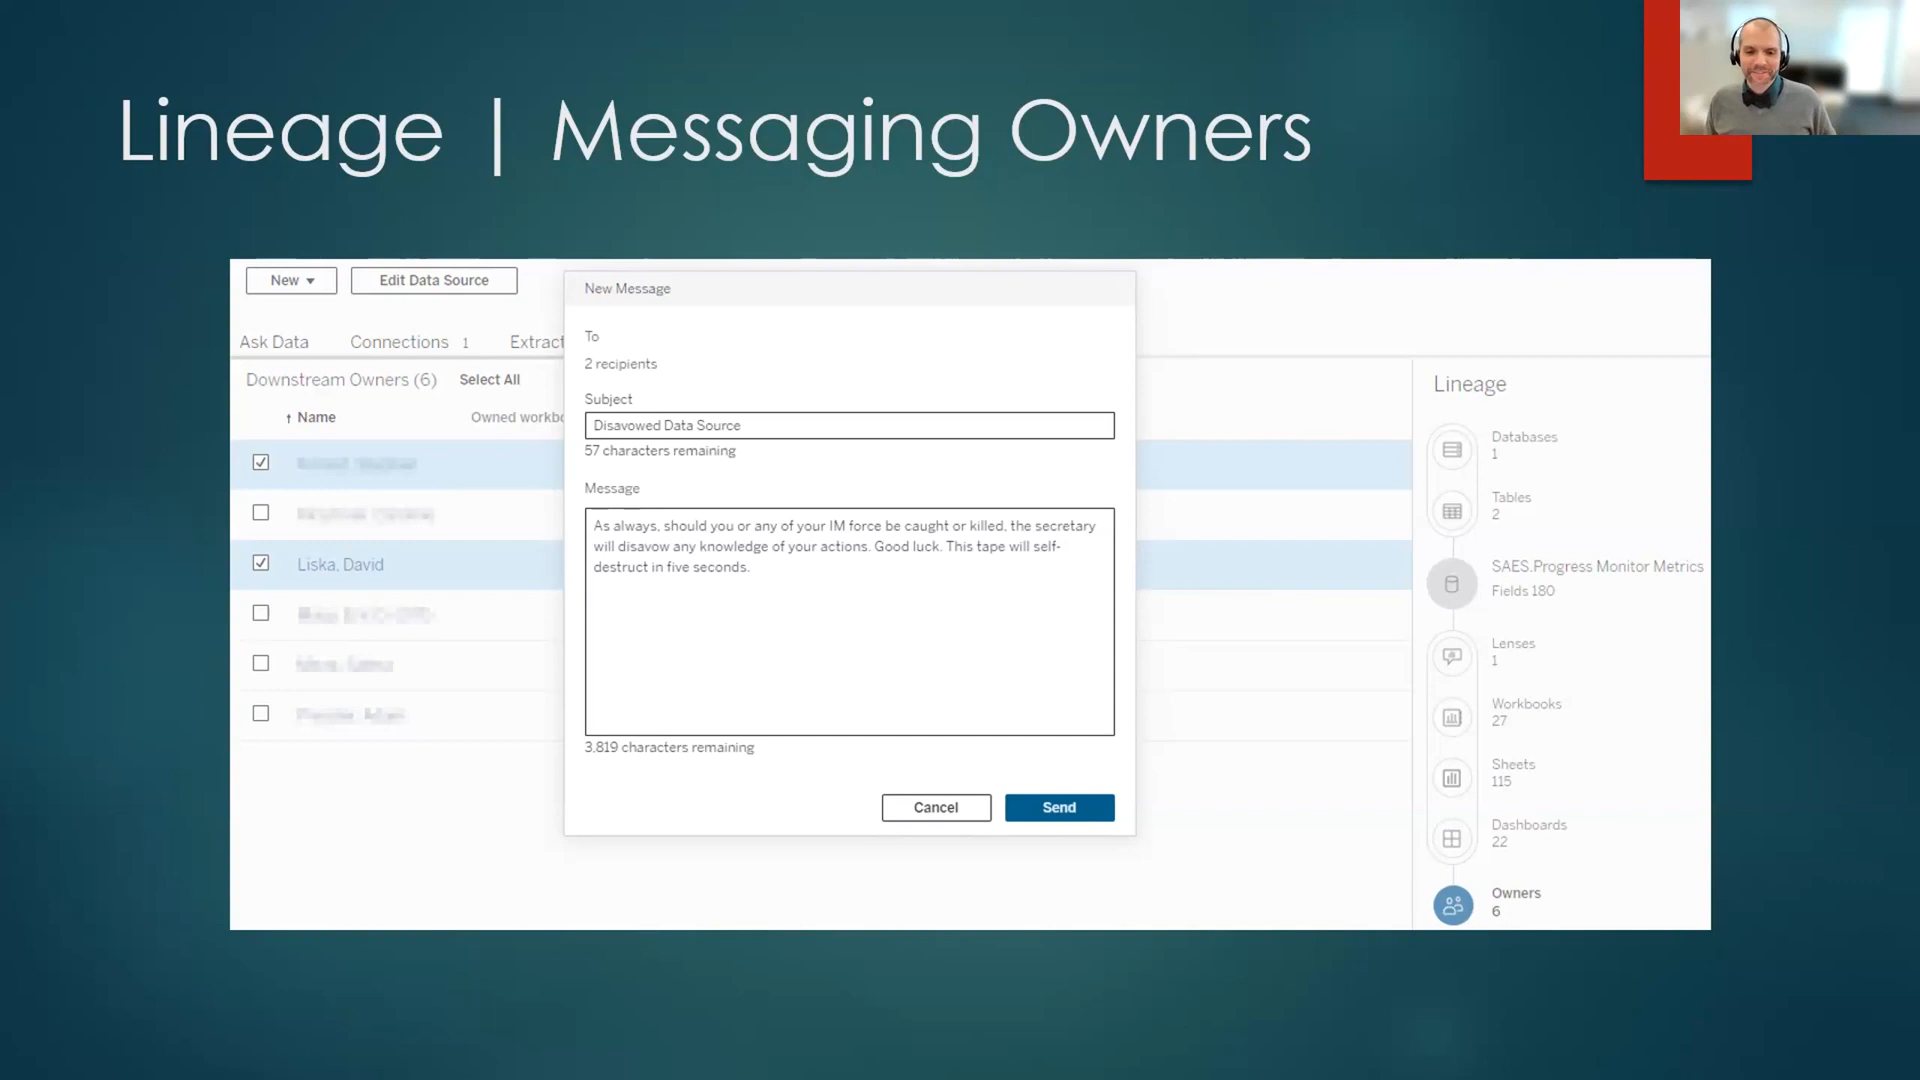 Lineage | Messaging Owners
New
Edit Data Source
Ask Data
Connections 1
Extract
Downstream Owners (6)
Select All
↑ Name
Owned workbo
Liska, David
New Message
To
2 recipients
Subject
Disavowed Data Source
57 characters remaining
Message
As always, should you or any of your IM force be caught or killed, the secretary
will disavow any knowledge of your actions. Good luck. This tape will self-
destruct in five seconds.
3,819 characters remaining
Cancel
Send
Lineage
Databases
1
Tables
2
SAES.Progress Monitor Metrics
Fields 180
Lenses
1
Workbooks
27
Sheets
115
Dashboards
22
Owners
6